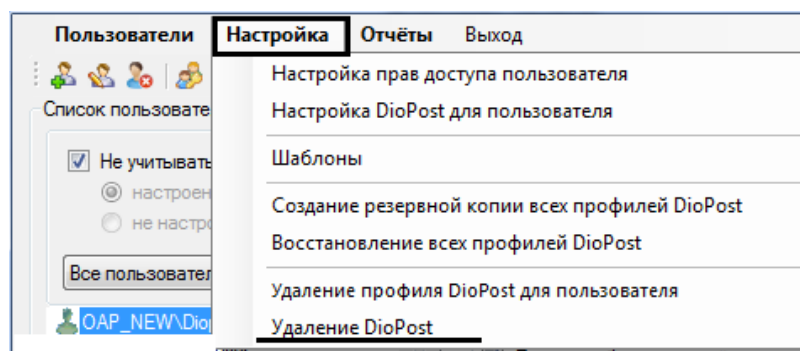 Пользователи Настройка Отчёты Выход
Настройка прав доступа пользователя
Список пользовате
Настройка DioPost для пользователя
Не учитывать
Шаблоны
настроен
Создание резервной копии всех профилей DioPost
не настро
Восстановление всех профилей DioPost
Все пользовател
Удаление профиля DioPost для пользователя
OAP_NEW\Dio
Удаление DioPost